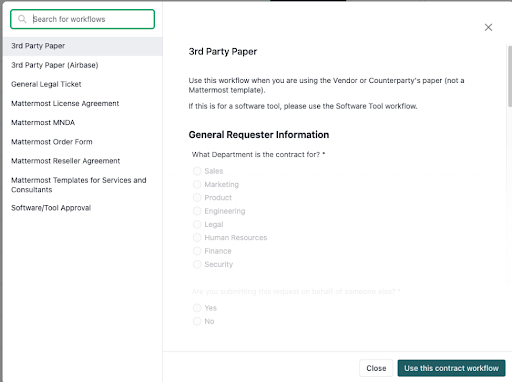 Search for workflows
3rd Party Paper
3rd Party Paper (Airbase)
General Legal Ticket
Mattermost License Agreement
Mattermost MNDA
Mattermost Order Form
Mattermost Reseller Agreement
Mattermost Templates for Services and
Consultants
Software/Tool Approval
3rd Party Paper
Use this workflow when you are using the Vendor or Counterparty's paper (not a
Mattermost template).
If this is for a software tool, please use the Software Tool workflow.
General Requester Information
What Department is the contract for? *
Sales
Marketing
Product
Engineering
Legal
Human Resources
Finance
Security
Are you submitting this request on behalf of someone else? *
Yes
No
Close
Use this contract workflow